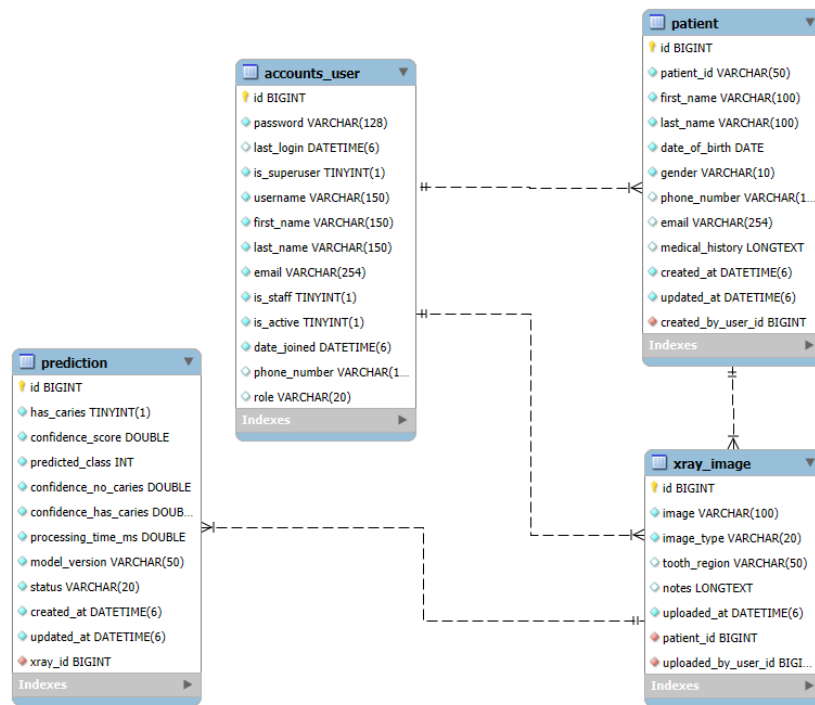 patient
id BIGINT
patient_id VARCHAR(50)
first_name VARCHAR(100)
last_name VARCHAR(100)
date_of_birth DATE
gender VARCHAR(10)
phone_number VARCHAR(1...
email VARCHAR(254)
medical_history LONGTEXT
created_at DATETIME(6)
updated_at DATETIME(6)
created_by_user_id BIGINT
Indexes
accounts_user
id BIGINT
password VARCHAR(128)
last_login DATETIME(6)
is_superuser TINYINT(1)
username VARCHAR(150)
first_name VARCHAR(150)
last_name VARCHAR(150)
email VARCHAR(254)
is_staff TINYINT(1)
is_active TINYINT(1)
date_joined DATETIME(6)
phone_number VARCHAR(1...
role VARCHAR(20)
Indexes
prediction
id BIGINT
has_caries TINYINT(1)
confidence_score DOUBLE
predicted_class INT
confidence_no_caries DOUBLE
confidence_has_caries DOUB...
processing_time_ms DOUBLE
model_version VARCHAR(50)
status VARCHAR(20)
created_at DATETIME(6)
updated_at DATETIME(6)
xray_id BIGINT
Indexes
xray_image
id BIGINT
image VARCHAR(100)
image_type VARCHAR(20)
tooth_region VARCHAR(50)
notes LONGTEXT
uploaded_at DATETIME(6)
patient_id BIGINT
uploaded_by_user_id BIGI...
Indexes